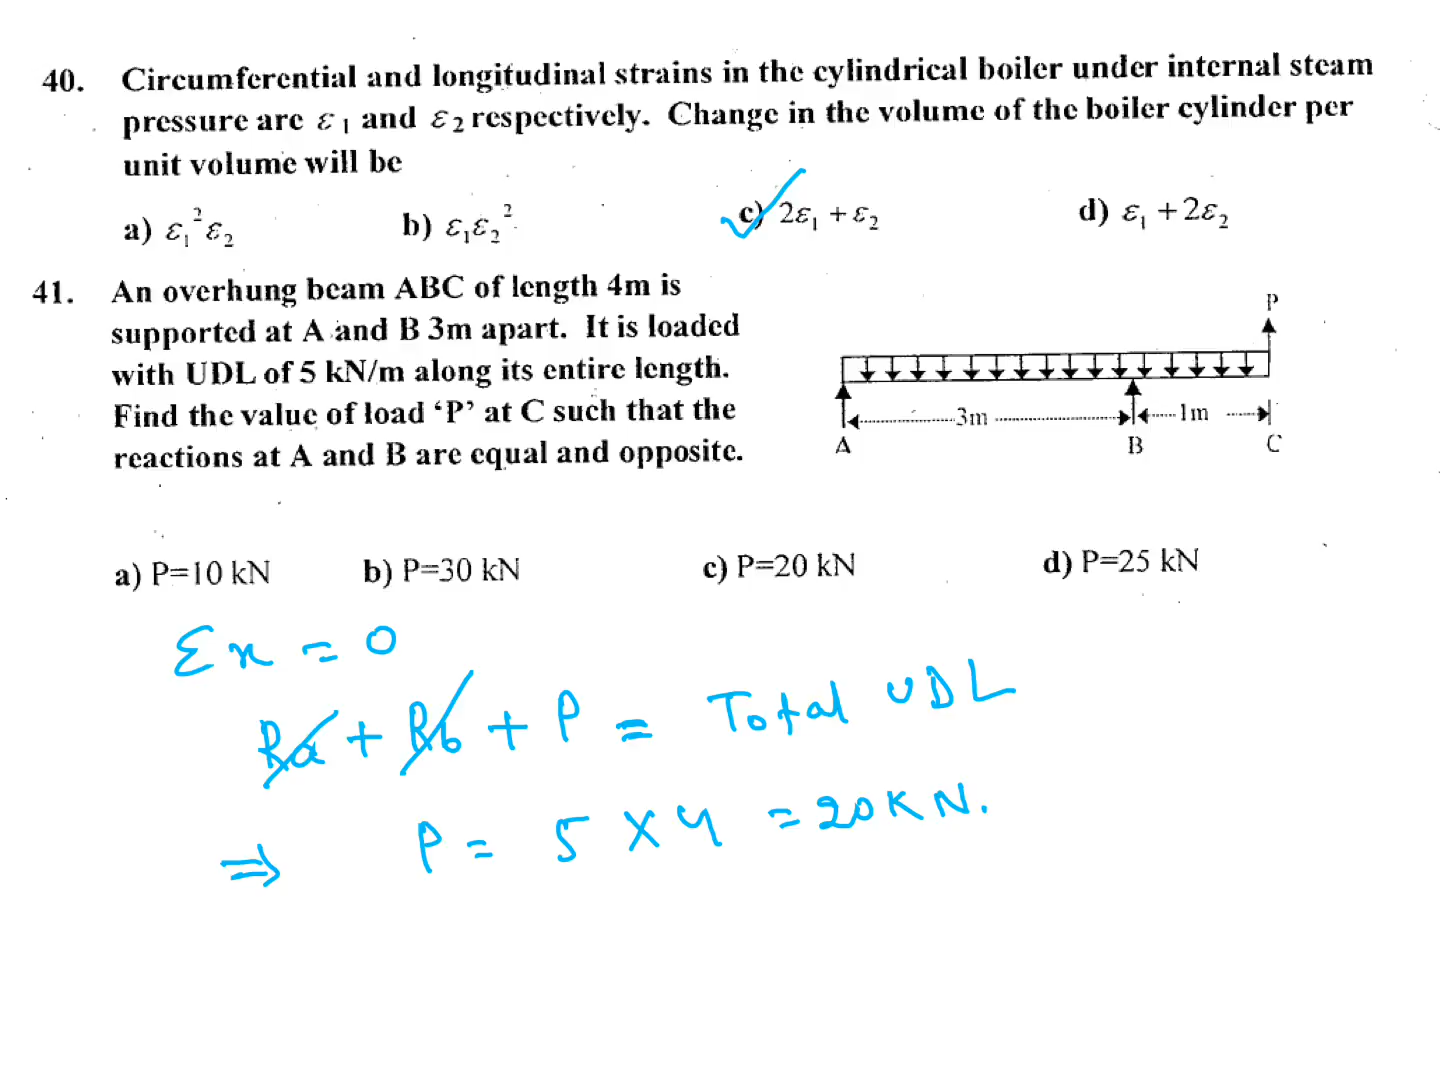 40. Circumferential and longitudinal strains in the cylindrical boiler under internal steam
pressure are ε₁ and ε₂ respectively. Change in the volume of the boiler cylinder per
unit volume will be
a) ε₁²ε₂ b) ε₁ε₂² c) 2ε₁ + ε₂ d) ε₁ + 2ε₂
41. An overhung beam ABC of length 4m is
supported at A and B 3m apart. It is loaded
with UDL of 5 kN/m along its entire length.
Find the value of load ‘P’ at C such that the
reactions at A and B are equal and opposite.
P
3m 1m
A B C
a) P=10 kN b) P=30 kN c) P=20 kN d) P=25 kN
Σx = 0
Ra + Rb + P = Total UDL
⇒ P = 5 X 4 = 20KN.